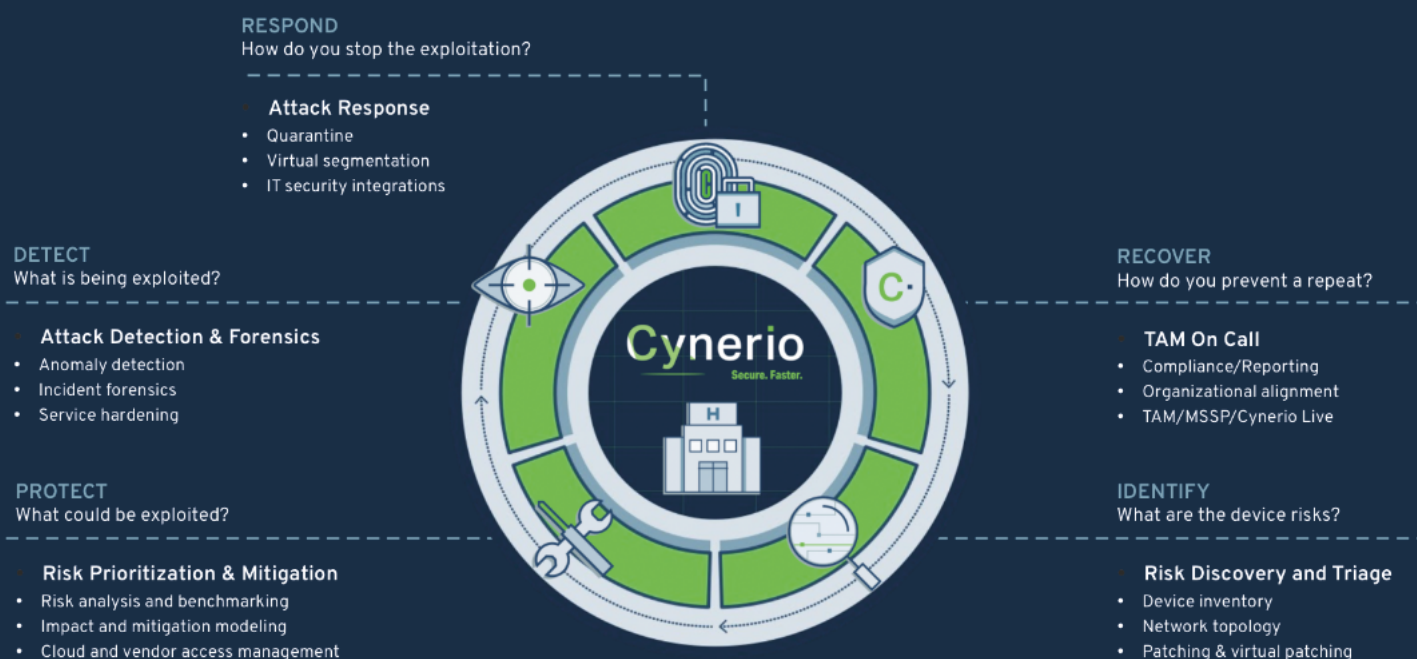 RESPOND
How do you stop the exploitation?
Attack Response
• Quarantine
• Virtual segmentation
• IT security integrations
DETECT
What is being exploited?
Attack Detection & Forensics
• Anomaly detection
• Incident forensics
• Service hardening
PROTECT
What could be exploited?
Risk Prioritization & Mitigation
• Risk analysis and benchmarking
• Impact and mitigation modeling
• Cloud and vendor access management
C
Cynerio
Secure. Faster.
H
RECOVER
How do you prevent a repeat?
TAM On Call
• Compliance/Reporting
• Organizational alignment
• TAM/MSSP/Cynerio Live
IDENTIFY
What are the device risks?
Risk Discovery and Triage
• Device inventory
• Network topology
• Patching & virtual patching